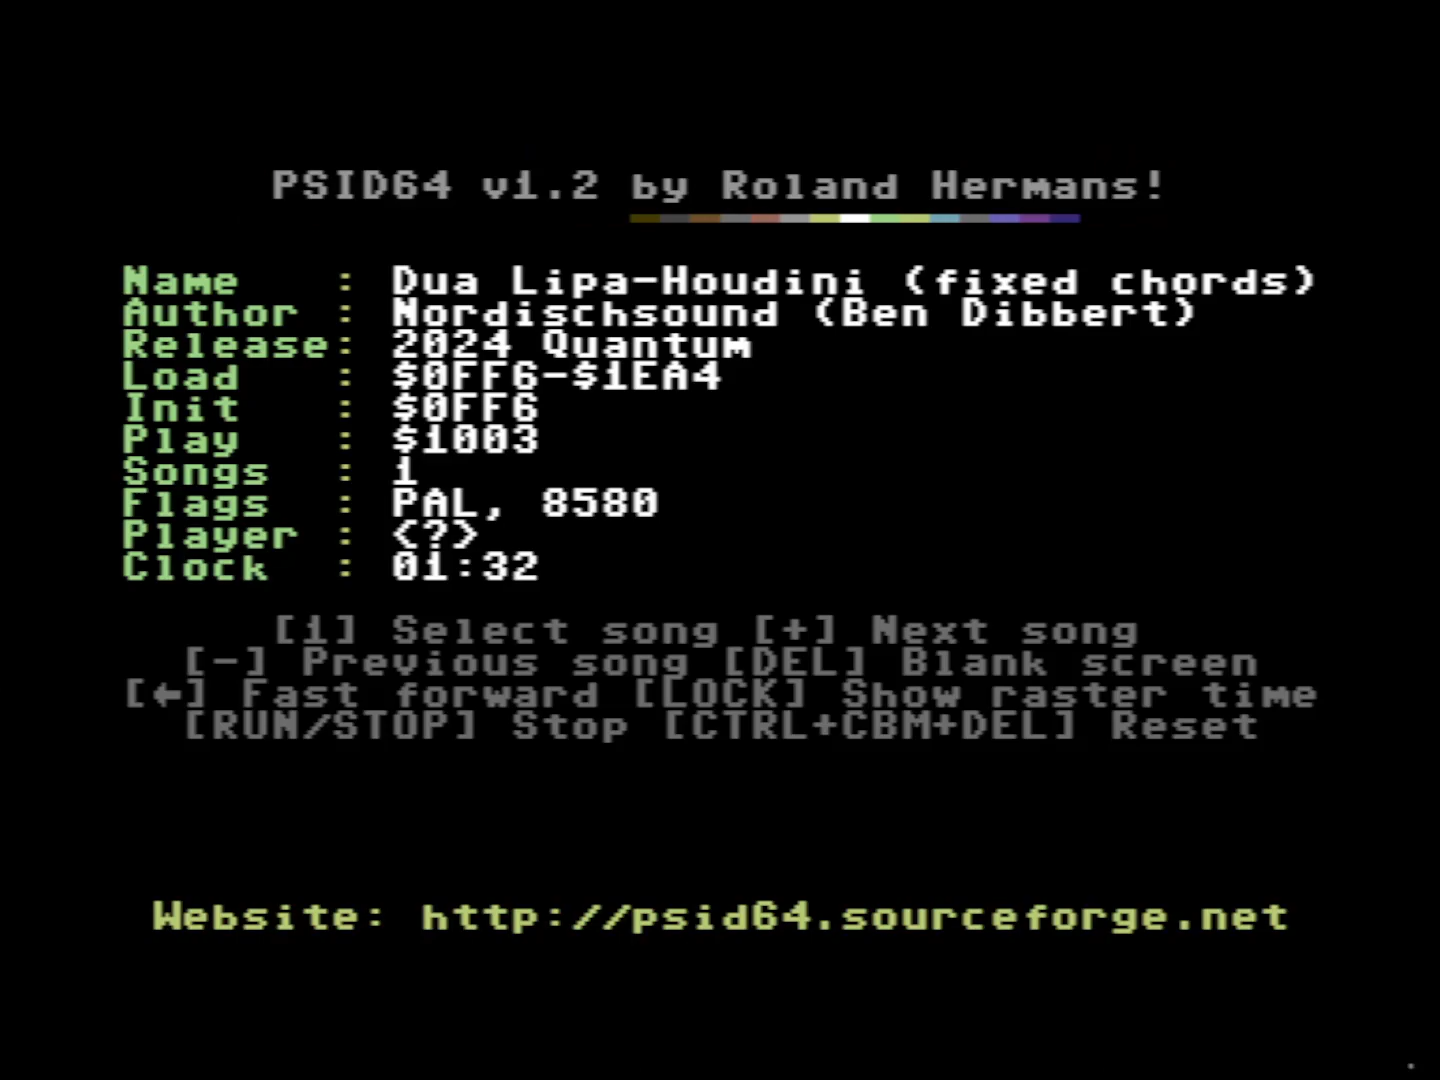 PSID64 v1.2 by Roland Hermans!
Name : Dua Lipa-Houdini (fixed chords)
Author : Nordischsound (Ben Dibbert)
Release: 2024 Quantum
Load : $0FF6-$1EA4
Init : $0FF6
Play : $1003
Songs : 1
Flags : PAL, 8580
Player : <?>
Clock : 01:32
[1] Select song [+] Next song
[-] Previous song [DEL] Blank screen
[←] Fast forward [LOCK] Show raster time
[RUN/STOP] Stop [CTRL+CBM+DEL] Reset
Website: http://psid64.sourceforge.net